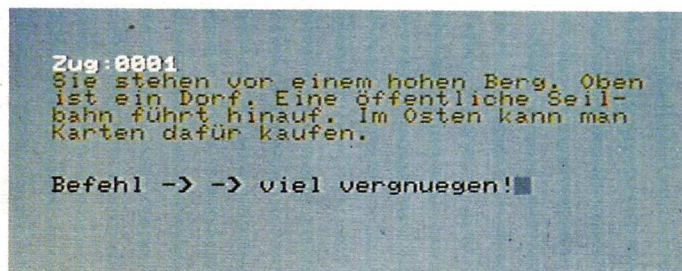 Zug:0001
Sie stehen vor einem hohen Berg. Oben
ist ein Dorf. Eine öffentliche Seil-
bahn führt hinauf. Im Osten kann man
Karten dafür kaufen.
Befehl -> -> viel vergnuegen!